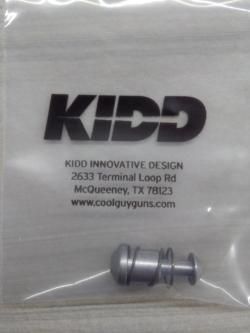 KIDD
KIDD INNOVATIVE DESIGN
2633 Terminal Loop Rd
McQueeney, TX 78123
www.coolguyguns.com